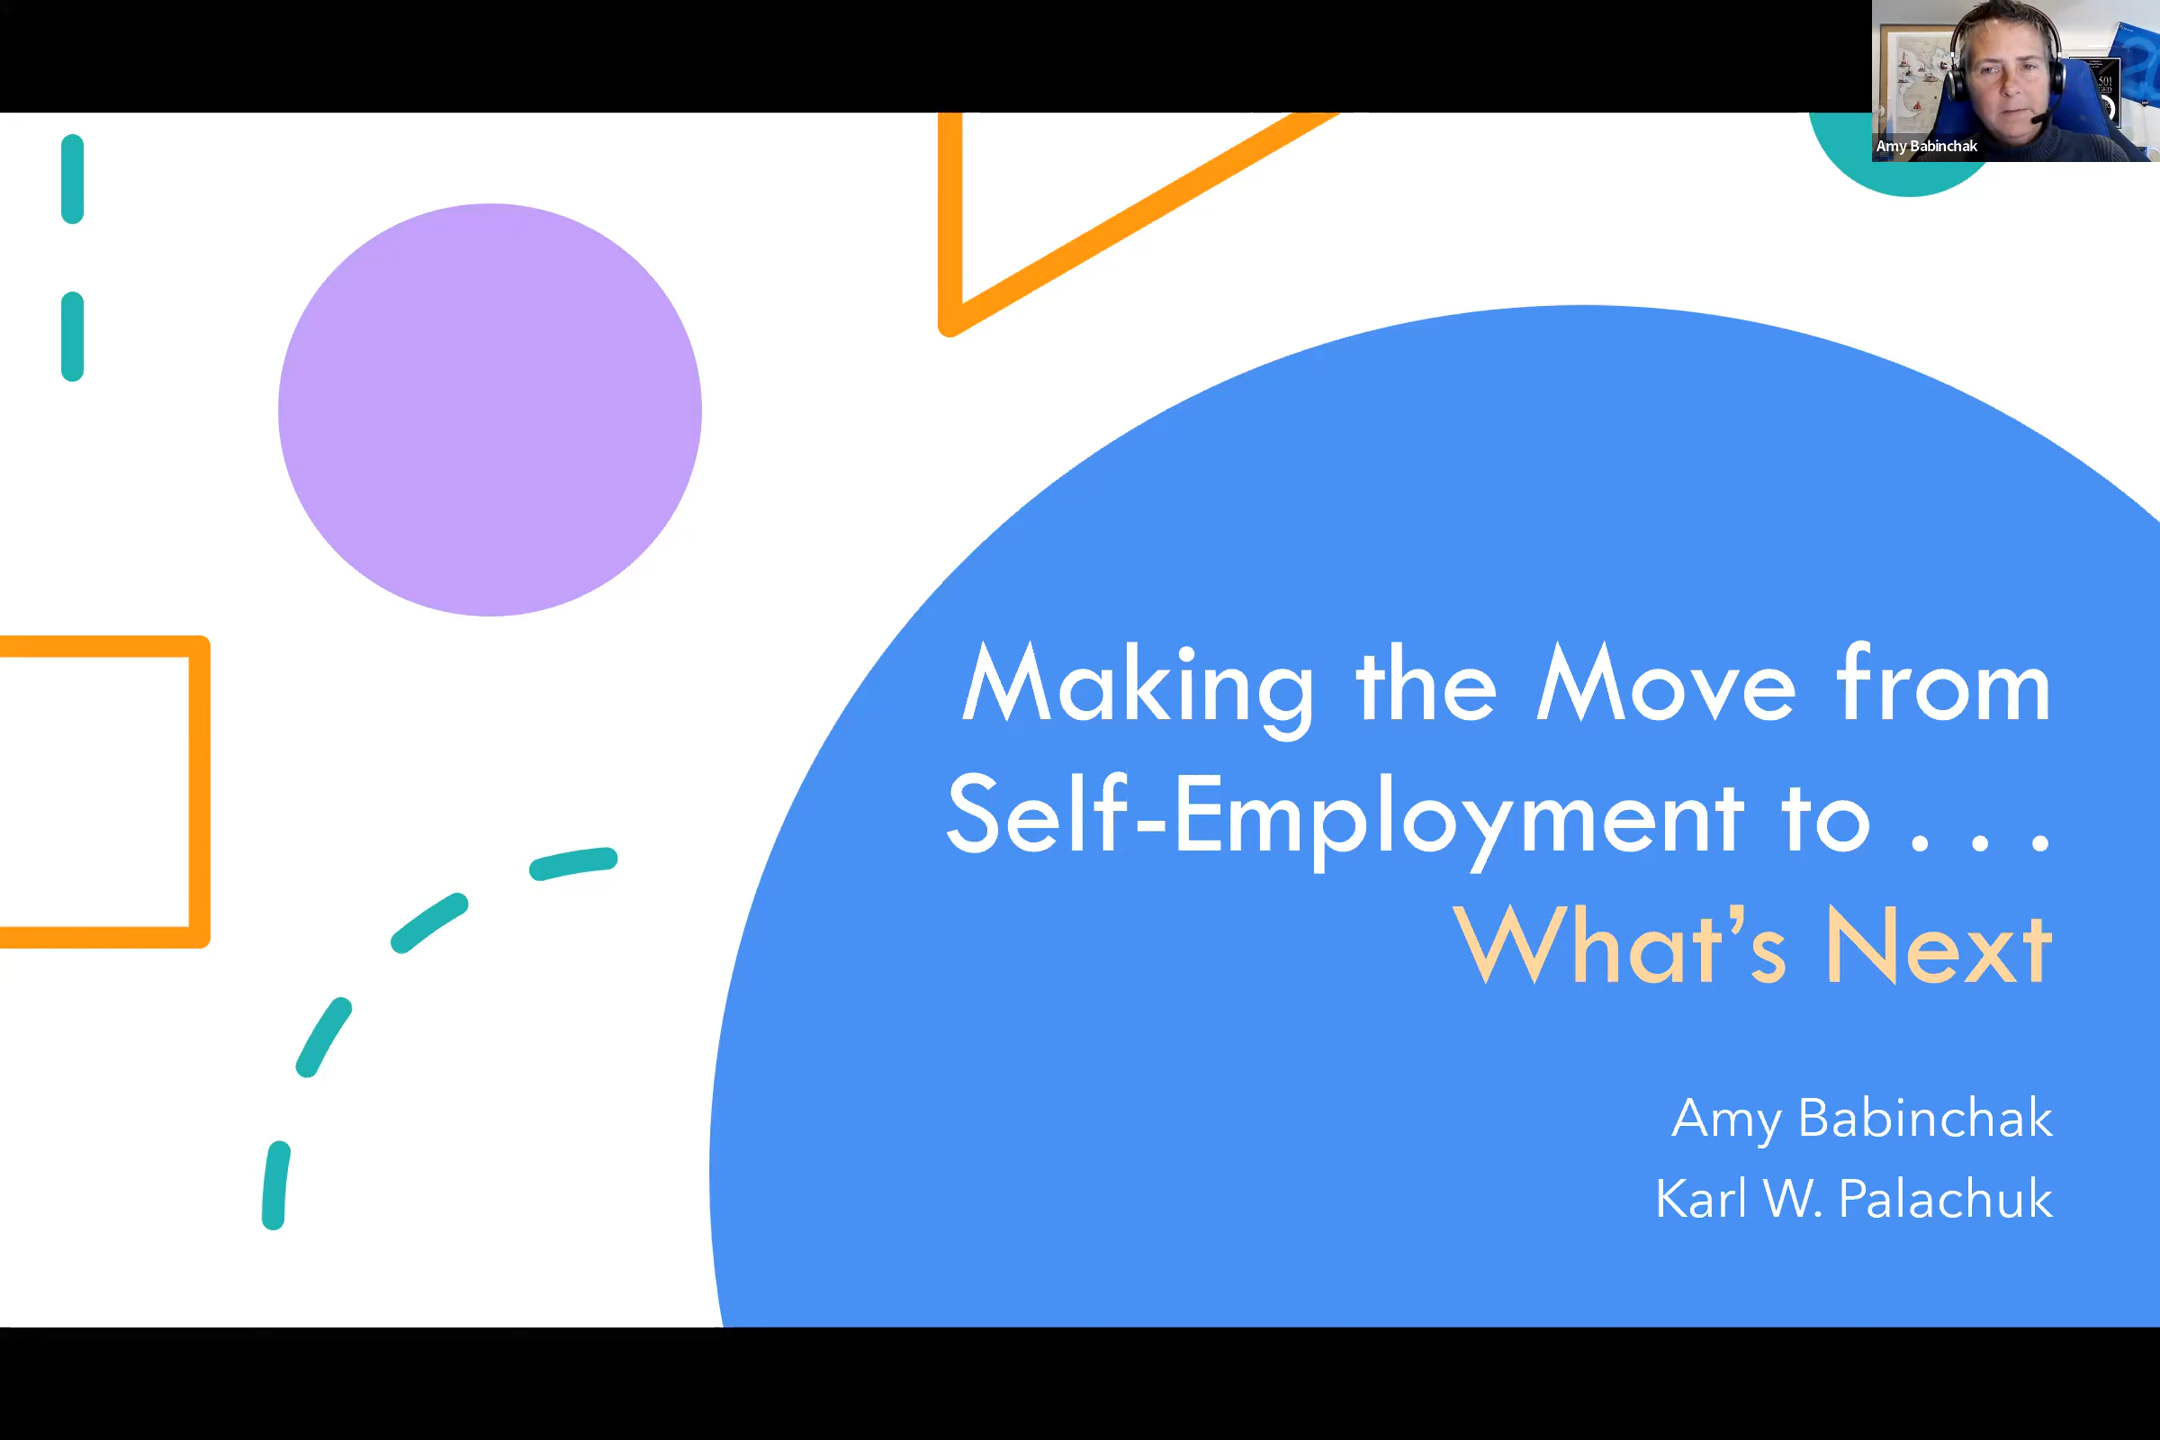 Amy Babinchak
Making the Move from
Self-Employment to . . .
What’s Next
Amy Babinchak
Karl W. Palachuk